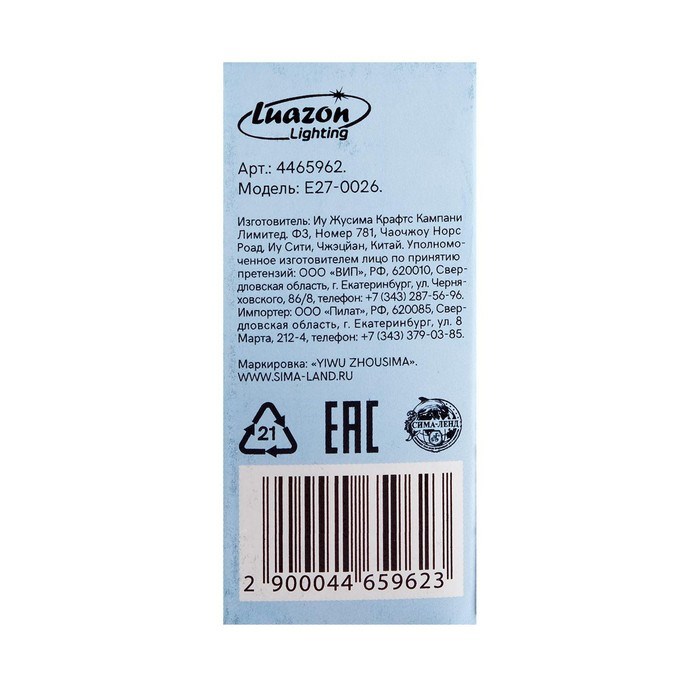 Luazon
Lighting
Арт.: 4465962.
Модель: E27-0026.
Изготовитель: Иу Жусима Крафтс Кампани
Лимитед. ФЗ, Номер 781, Чаочжоу Норс
Роад, Иу Сити, Чжэцйан, Китай. Уполномо-
ченное изготовителем лицо по принятию
претензий: ООО «ВИП», РФ, 620010, Свер-
дловская область, г. Екатеринбург, ул. Черня-
ховского, 86/8, телефон: +7 (343) 287-56-96.
Импортер: ООО «Пилат», РФ, 620085, Свер-
дловская область, г. Екатеринбург, ул. 8
Марта, 212-4, телефон: +7 (343) 379-03-85.
Маркировка: «YIWU ZHOUSIMA».
WWW.SIMA-LAND.RU
21 EAC СИМА-ЛЕНД
2 900044 659623